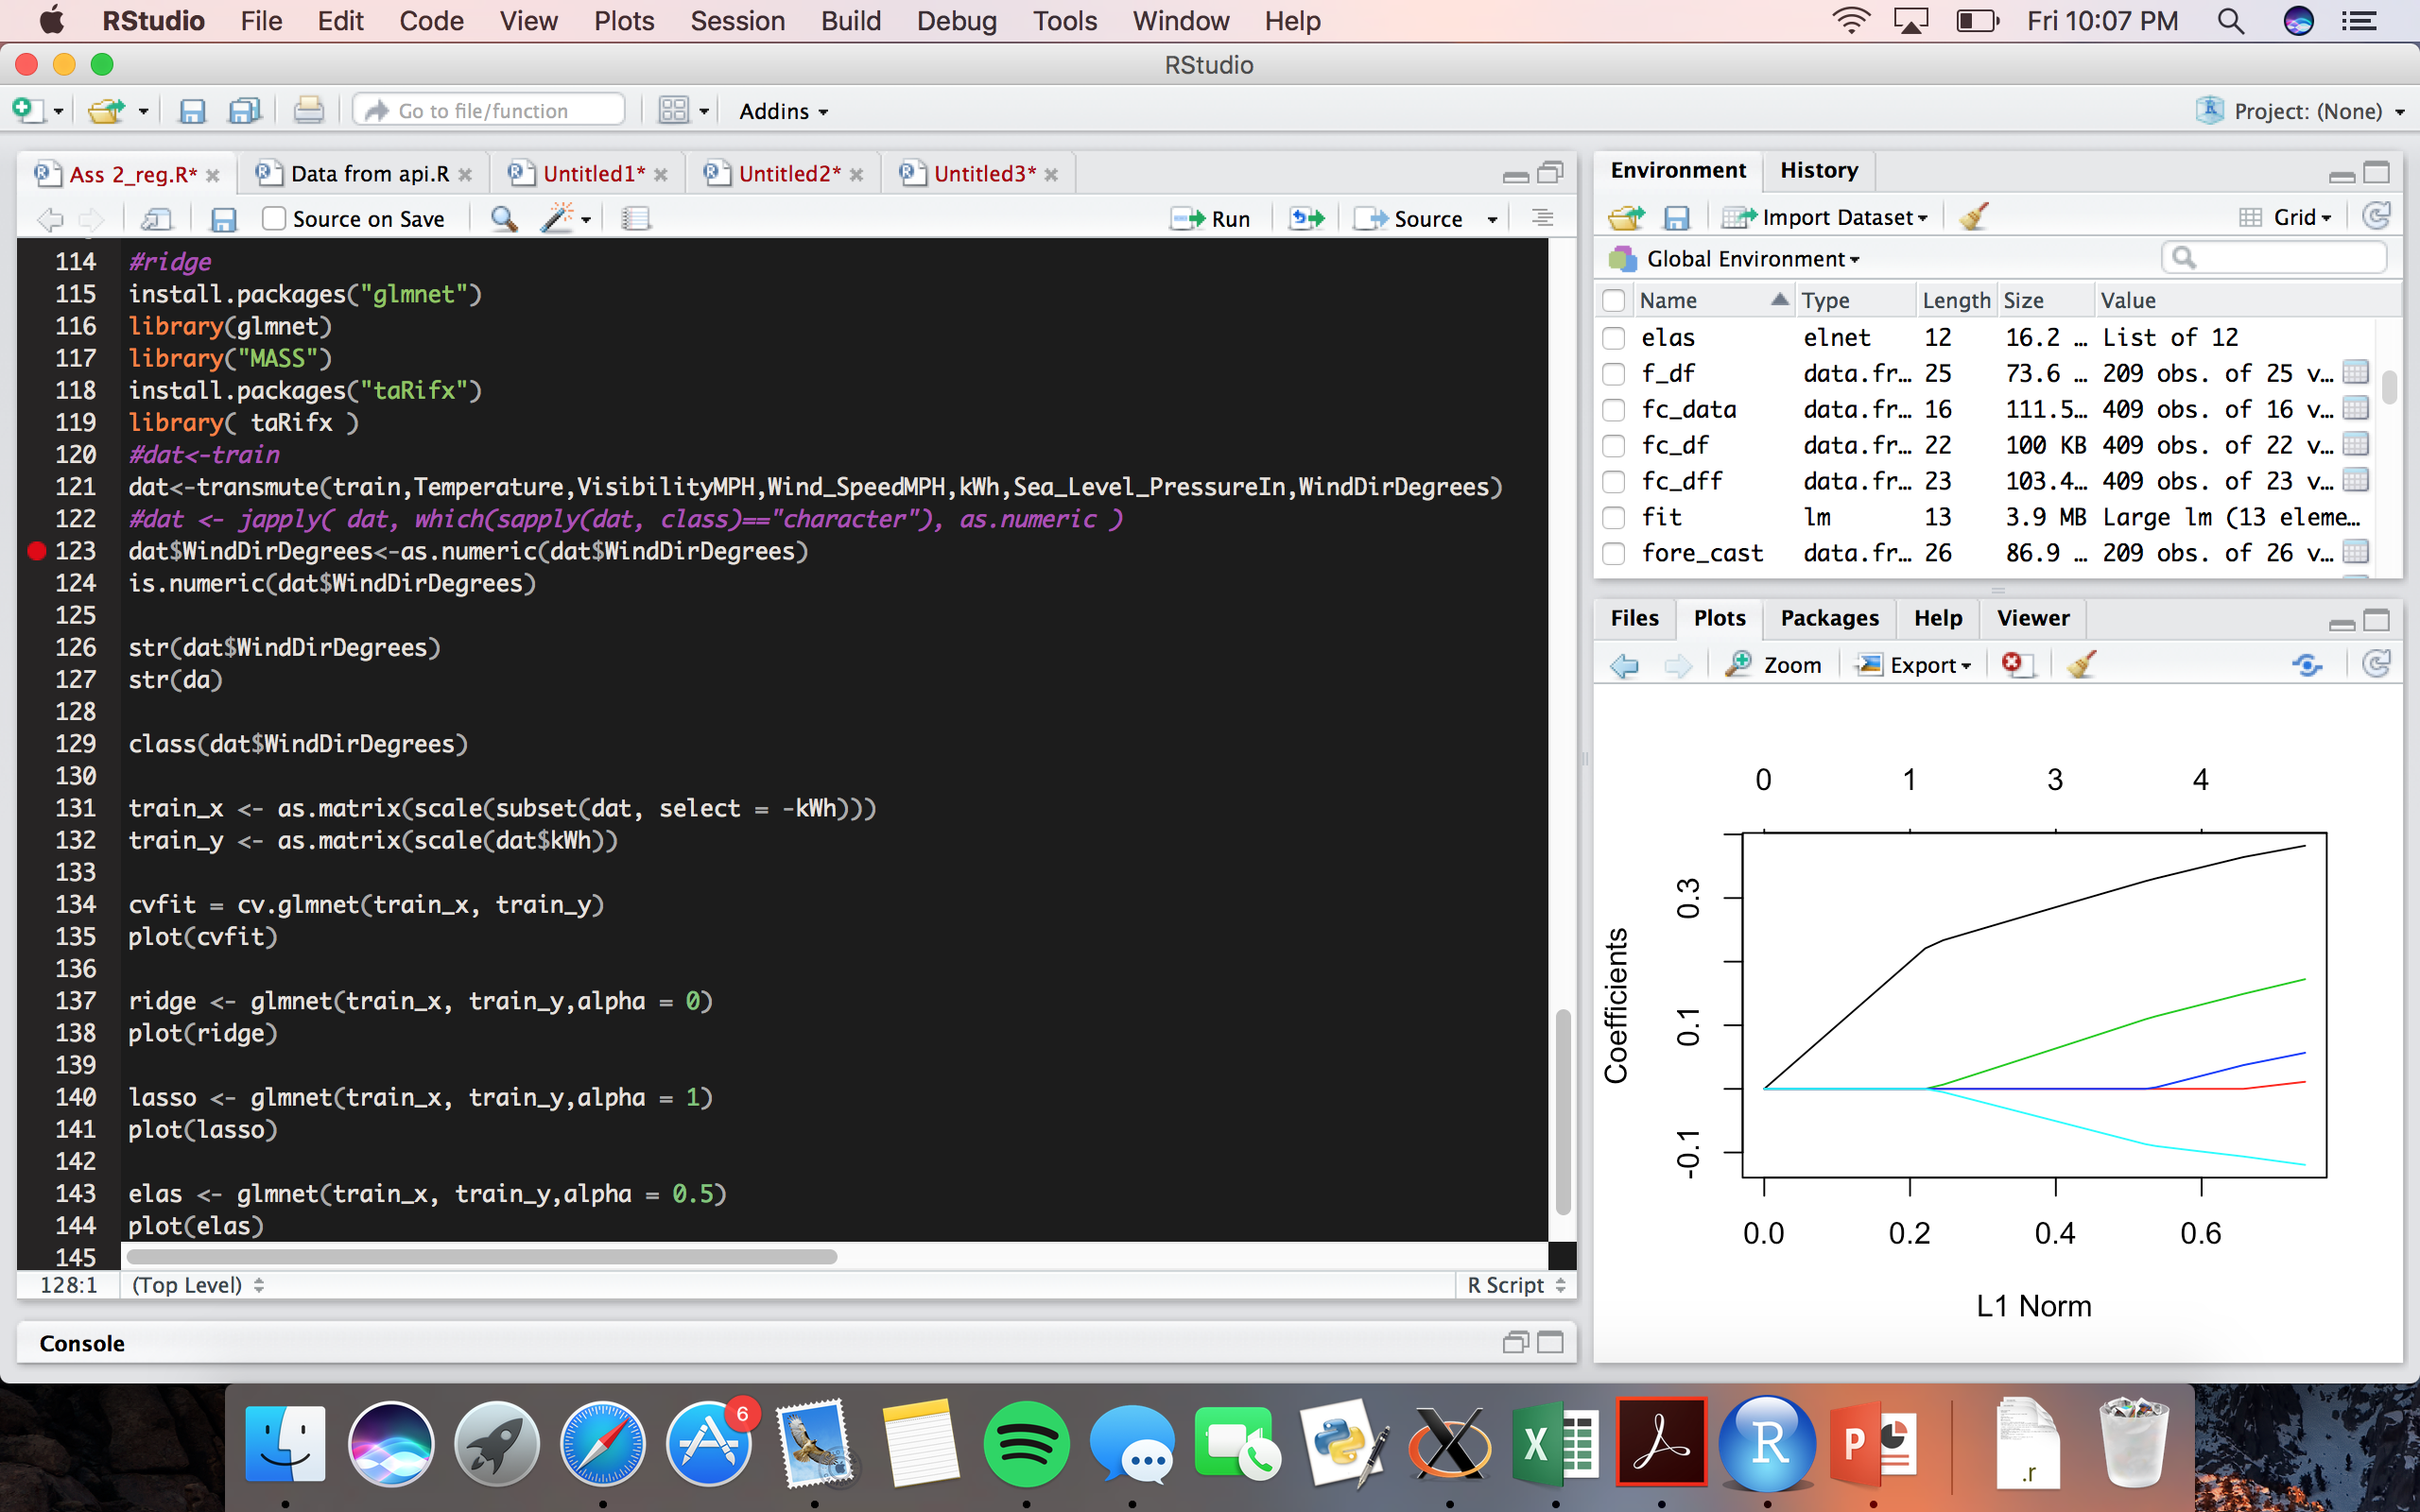 RStudio File Edit Code View Plots Session Build Debug Tools Window Help Fri 10:07 PM
RStudio
Go to file/function Addins Project: (None)
Ass 2_reg.R* Data from api.R Untitled1* Untitled2* Untitled3*
Source on Save Run Source
114 #ridge
115 install.packages("glmnet")
116 library(glmnet)
117 library("MASS")
118 install.packages("taRifx")
119 library( taRifx )
120 #dat<-train
121 dat<-transmute(train,Temperature,VisibilityMPH,Wind_SpeedMPH,kWh,Sea_Level_PressureIn,WindDirDegrees)
122 #dat <- japply( dat, which(sapply(dat, class)=="character"), as.numeric )
123 dat$WindDirDegrees<-as.numeric(dat$WindDirDegrees)
124 is.numeric(dat$WindDirDegrees)
125
126 str(dat$WindDirDegrees)
127 str(da)
128
129 class(dat$WindDirDegrees)
130
131 train_x <- as.matrix(scale(subset(dat, select = -kWh)))
132 train_y <- as.matrix(scale(dat$kWh))
133
134 cvfit = cv.glmnet(train_x, train_y)
135 plot(cvfit)
136
137 ridge <- glmnet(train_x, train_y,alpha = 0)
138 plot(ridge)
139
140 lasso <- glmnet(train_x, train_y,alpha = 1)
141 plot(lasso)
142
143 elas <- glmnet(train_x, train_y,alpha = 0.5)
144 plot(elas)
145
128:1 (Top Level) R Script
Console
Environment History
Import Dataset Grid
Global Environment
Name Type Length Size Value
elas elnet 12 16.2 … List of 12
f_df data.fr… 25 73.6 … 209 obs. of 25 v…
fc_data data.fr… 16 111.5… 409 obs. of 16 v…
fc_df data.fr… 22 100 KB 409 obs. of 22 v…
fc_dff data.fr… 23 103.4… 409 obs. of 23 v…
fit lm 13 3.9 MB Large lm (13 eleme…
fore_cast data.fr… 26 86.9 … 209 obs. of 26 v…
Files Plots Packages Help Viewer
Zoom Export
0 1 3 4
0.3
0.1
-0.1
Coefficients
0.0 0.2 0.4 0.6
L1 Norm
6
X
R
P
.r